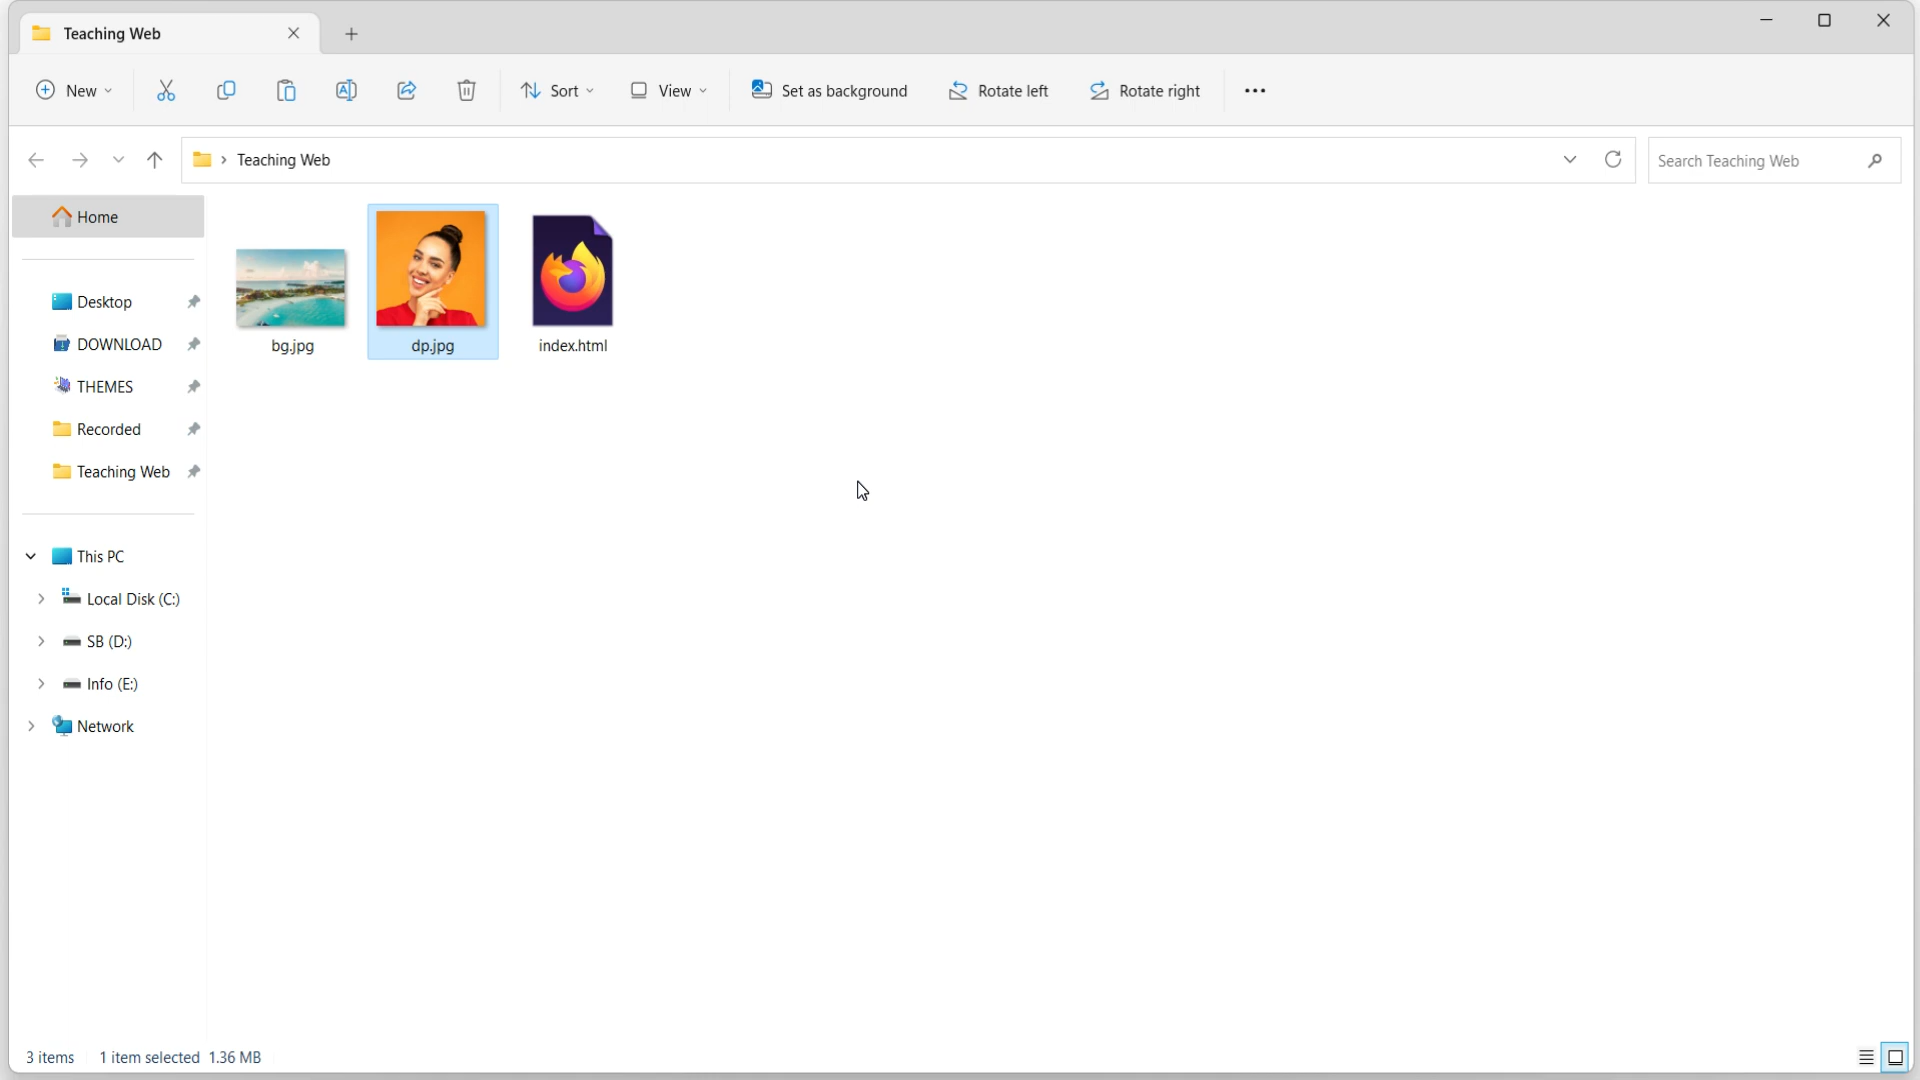 Teaching Web
New
Sort
View
Set as background
Rotate left
Rotate right
Teaching Web
Search Teaching Web
Home
Desktop
DOWNLOAD
THEMES
Recorded
Teaching Web
This PC
Local Disk (C:)
SB (D:)
Info (E:)
Network
bg.jpg
dp.jpg
index.html
3 items 1 item selected 1.36 MB